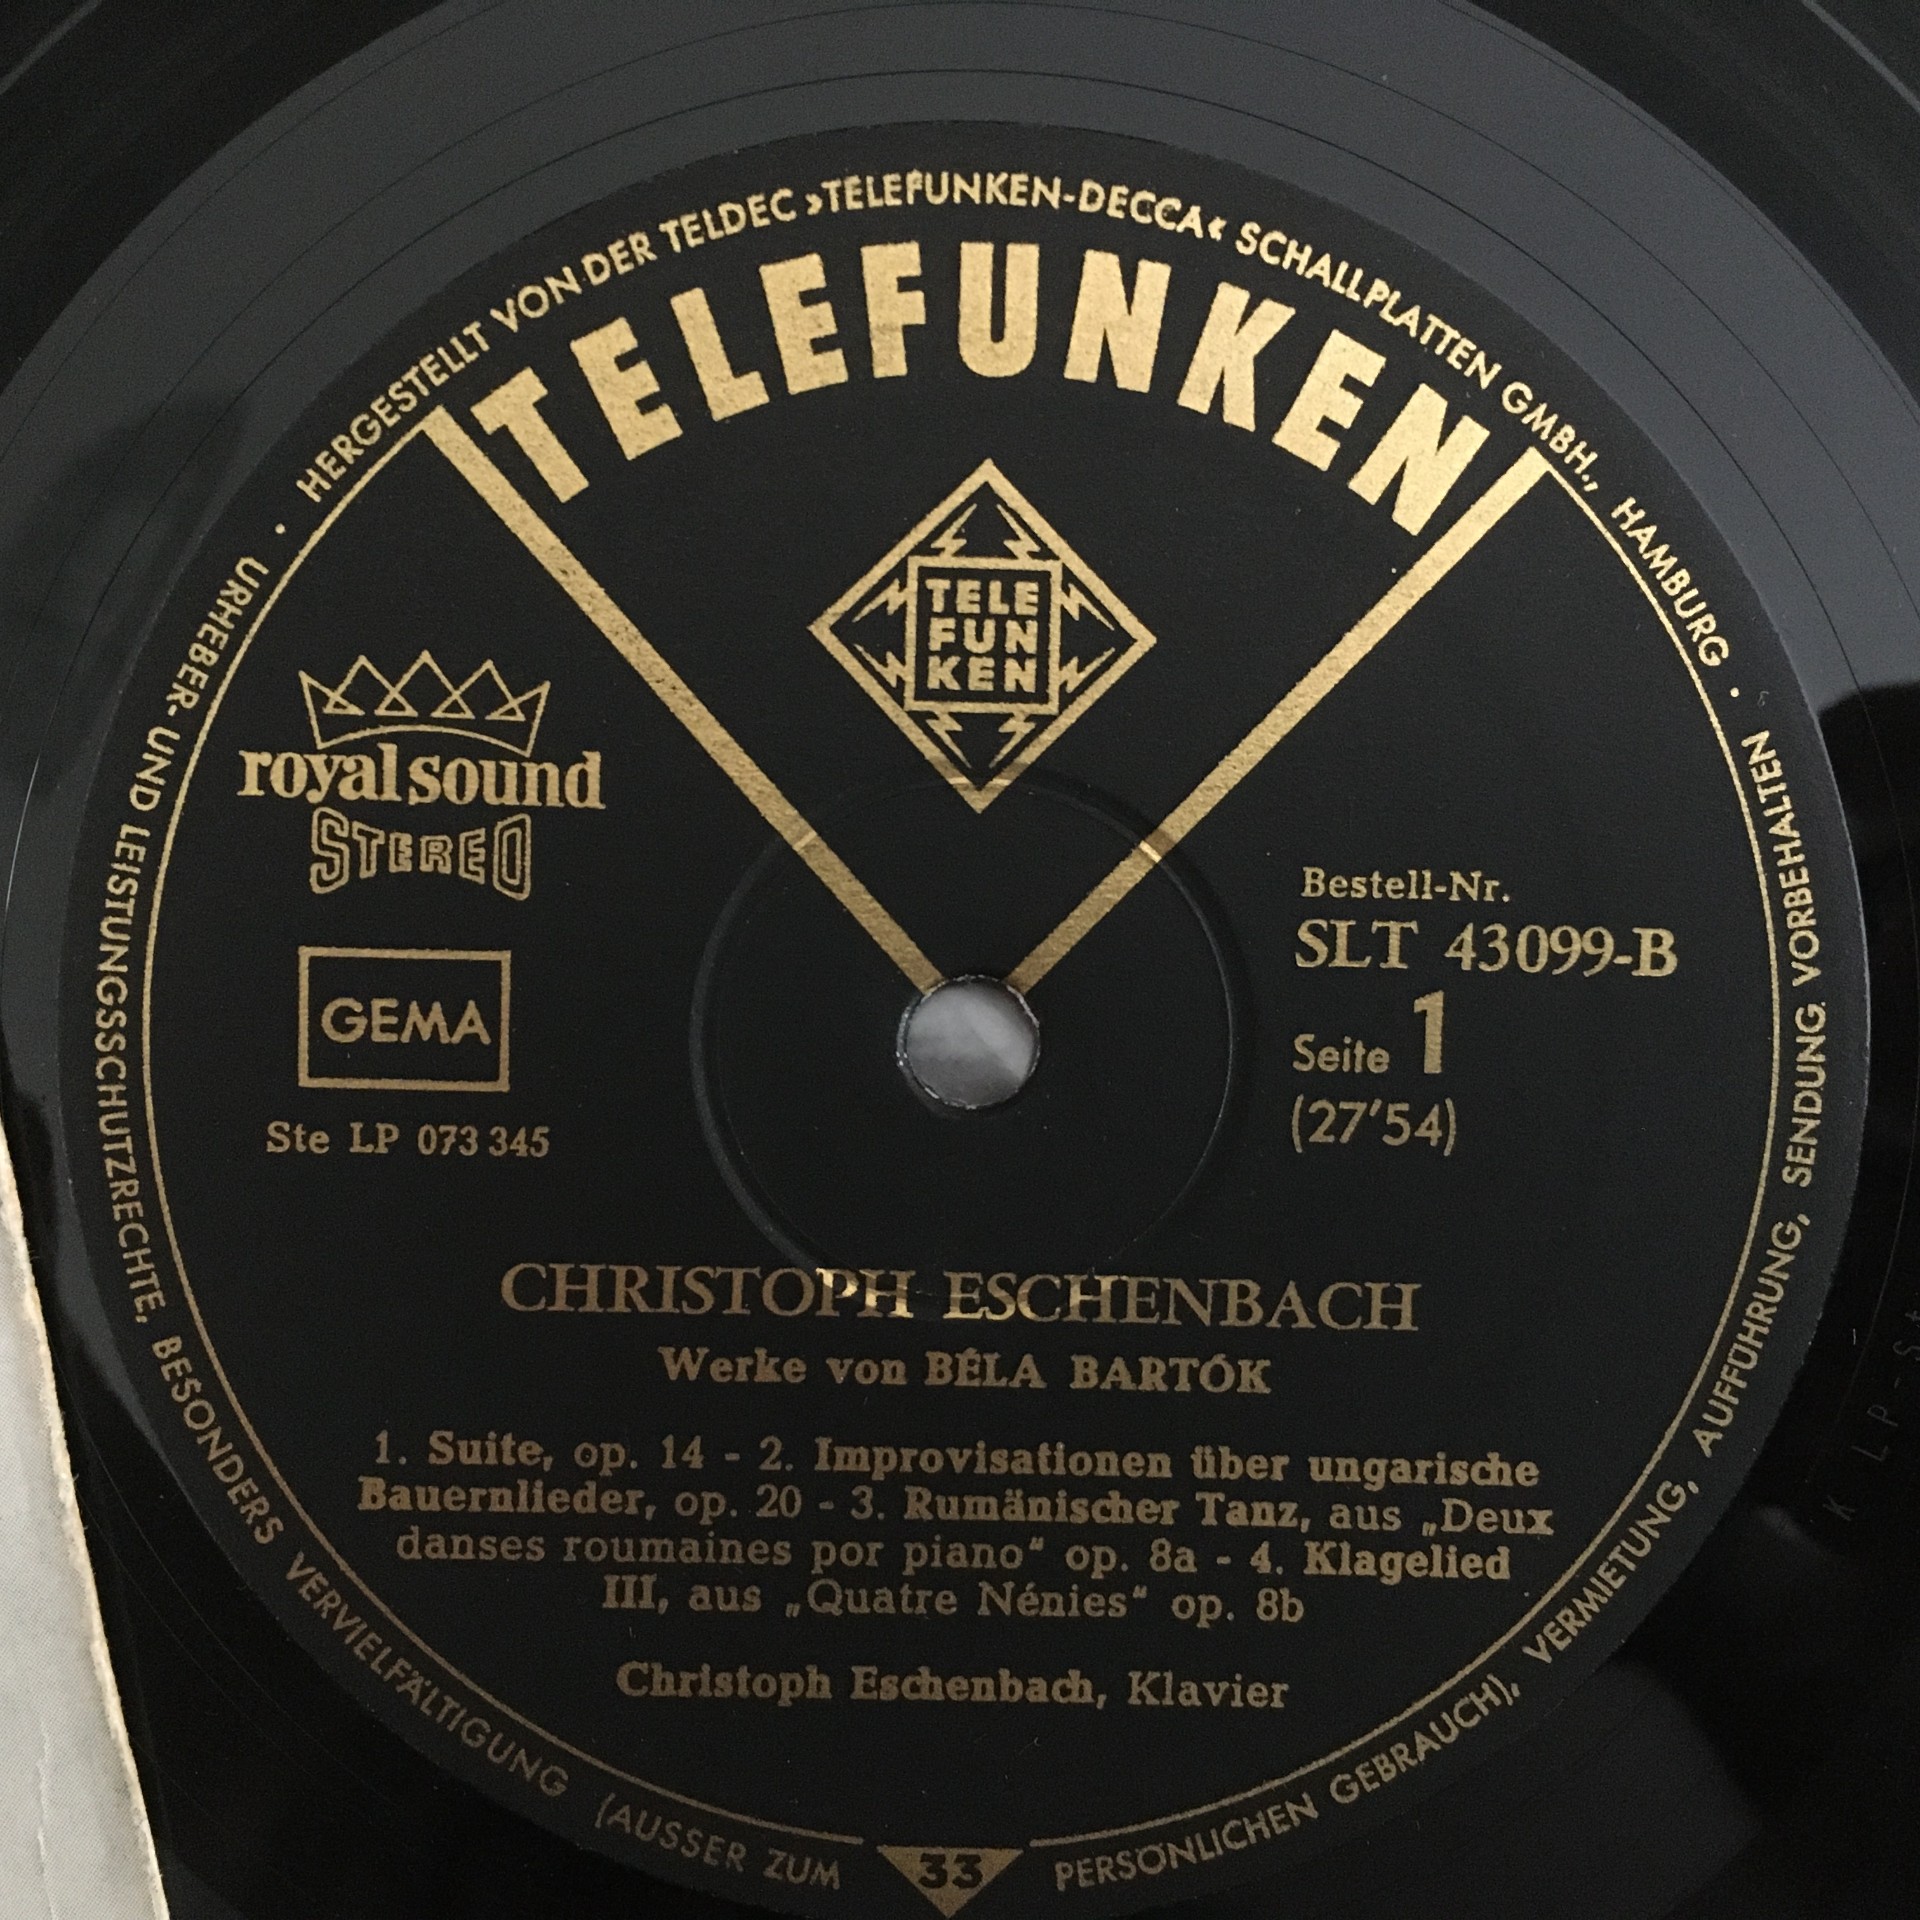 HERGESTELLT VON DER TELDEC »TELEFUNKEN-DECCA« SCHALLPLATTEN GMBH., HAMBURG · URHEBER- UND LEISTUNGSSCHUTZRECHTE, BESONDERS VERVIELFÄLTIGUNG (AUSSER ZUM PERSÖNLICHEN GEBRAUCH), VERMIETUNG, AUFFÜHRUNG, SENDUNG VORBEHALTEN ·
TELEFUNKEN
TELE
FUN
KEN
royal sound
STEREO
GEMA
Ste LP 073 345
Bestell-Nr.
SLT 43099-B
Seite 1
(27'54)
CHRISTOPH ESCHENBACH
Werke von BÉLA BARTÓK
1. Suite, op. 14 - 2. Improvisationen über ungarische
Bauernlieder, op. 20 - 3. Rumänischer Tanz, aus „Deux
danses roumaines por piano“ op. 8a - 4. Klagelied
III, aus „Quatre Nénies“ op. 8b
Christoph Eschenbach, Klavier
33